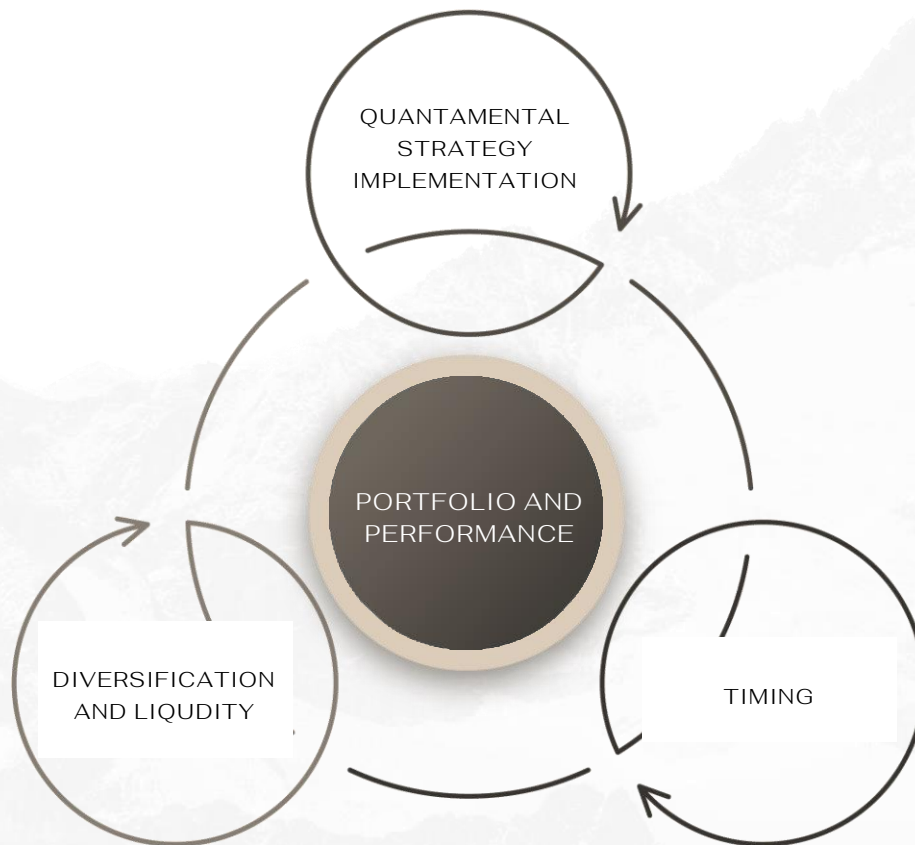 QUANTAMENTAL
STRATEGY
IMPLEMENTATION
PORTFOLIO AND
PERFORMANCE
DIVERSIFICATION
AND LIQUDITY
TIMING